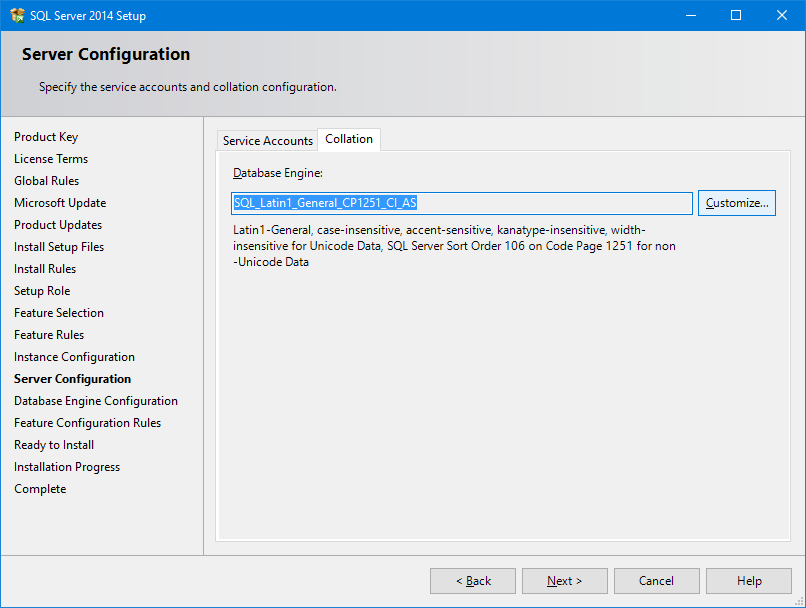 SQL Server 2014 Setup
Server Configuration
Specify the service accounts and collation configuration.
Product Key
License Terms
Global Rules
Microsoft Update
Product Updates
Install Setup Files
Install Rules
Setup Role
Feature Selection
Feature Rules
Instance Configuration
Server Configuration
Database Engine Configuration
Feature Configuration Rules
Ready to Install
Installation Progress
Complete
Service Accounts
Collation
Database Engine:
SQL_Latin1_General_CP1251_CI_AS
Customize...
Latin1-General, case-insensitive, accent-sensitive, kanatype-insensitive, width-
insensitive for Unicode Data, SQL Server Sort Order 106 on Code Page 1251 for non
-Unicode Data
< Back
Next >
Cancel
Help